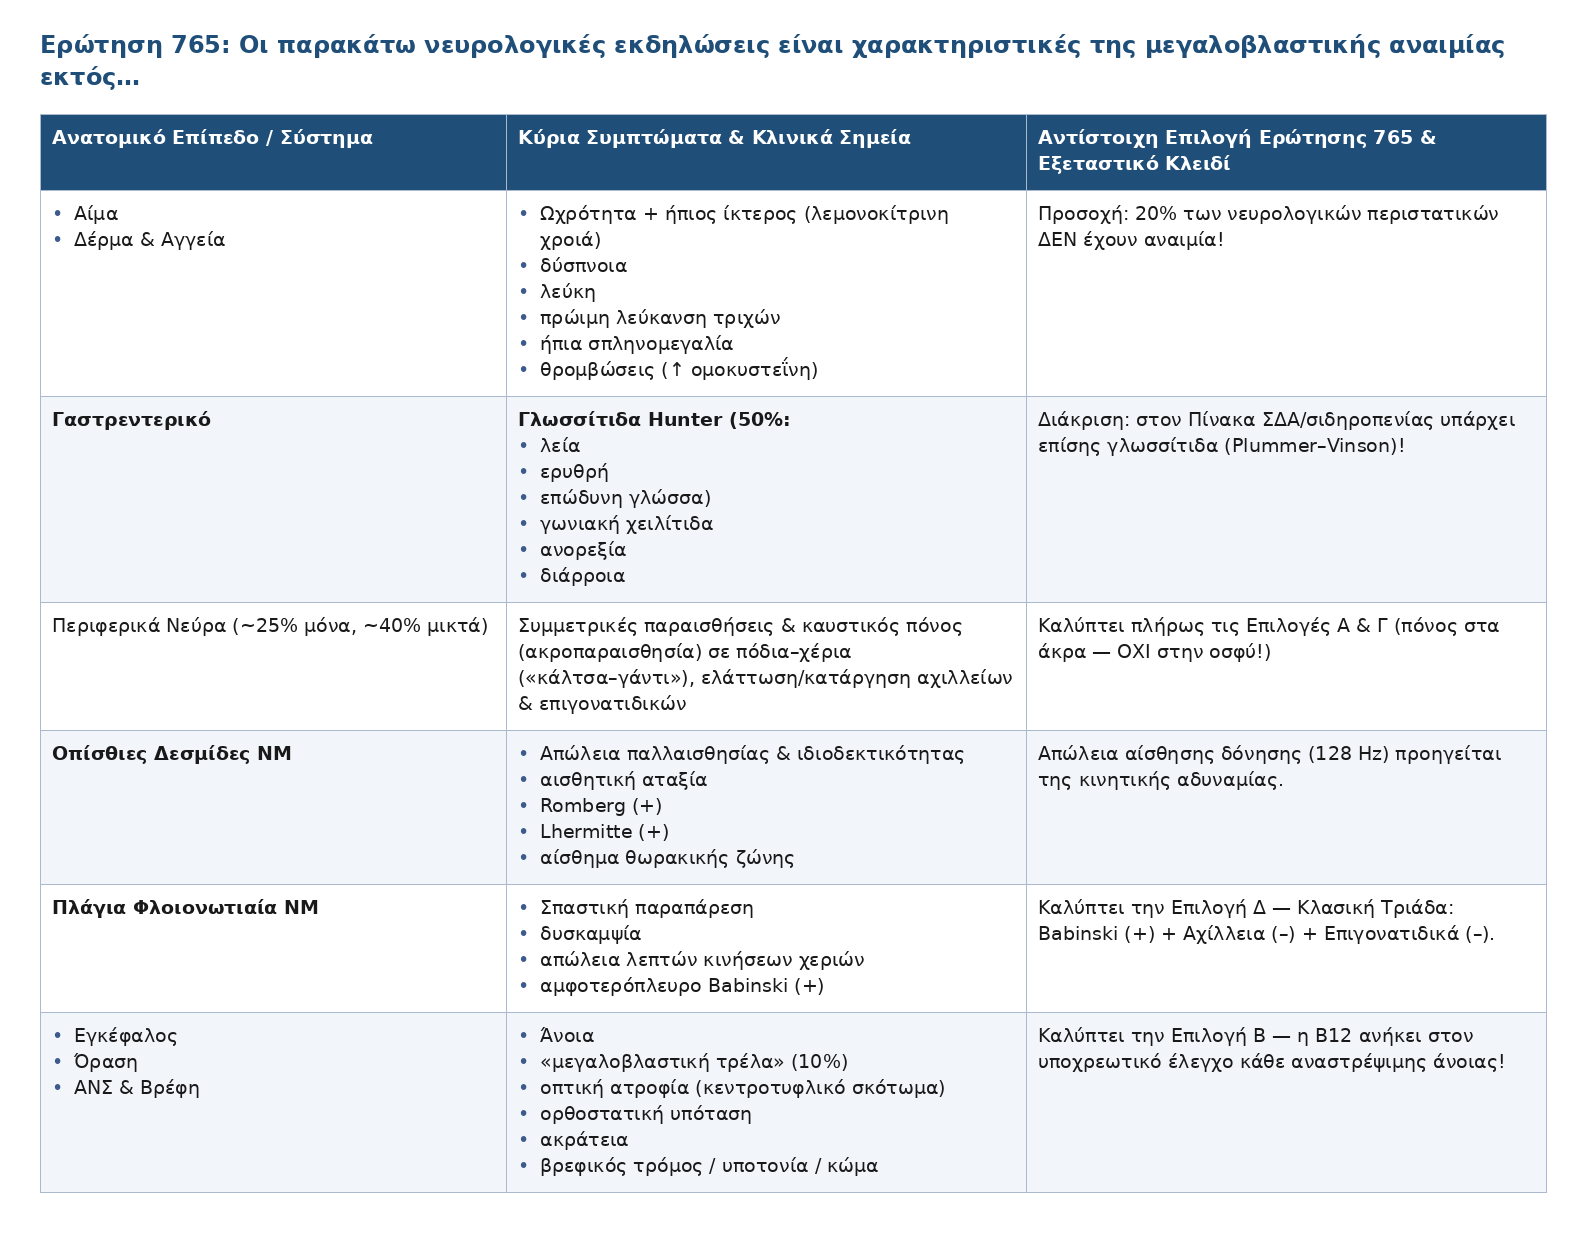 Ερώτηση 765: Οι παρακάτω νευρολογικές εκδηλώσεις είναι χαρακτηριστικές της μεγαλοβλαστικής αναιμίας
εκτός...
Ανατομικό Επίπεδο / Σύστημα
Κύρια Συμπτώματα & Κλινικά Σημεία
Αντίστοιχη Επιλογή Ερώτησης 765 &
Εξεταστικό Κλειδί
• Αίμα
• Δέρμα & Αγγεία
• Ωχρότητα + ήπιος ίκτερος (λεμονοκίτρινη
χροιά)
• δύσπνοια
• λεύκη
• πρώιμη λεύκανση τριχών
• ήπια σπληνομεγαλία
• θρομβώσεις (↑ ομοκυστεΐνη)
Προσοχή: 20% των νευρολογικών περιστατικών
ΔΕΝ έχουν αναιμία!
Γαστρεντερικό
Γλωσσίτιδα Hunter (50%:
• λεία
• ερυθρή
• επώδυνη γλώσσα)
• γωνιακή χειλίτιδα
• ανορεξία
• διάρροια
Διάκριση: στον Πίνακα ΣΔΑ/σιδηροπενίας υπάρχει
επίσης γλωσσίτιδα (Plummer–Vinson)!
Περιφερικά Νεύρα (~25% μόνα, ~40% μικτά)
Συμμετρικές παραισθήσεις & καυστικός πόνος
(ακροπαραισθησία) σε πόδια–χέρια
(«κάλτσα–γάντι»), ελάττωση/κατάργηση αχιλλείων
& επιγονατιδικών
Καλύπτει πλήρως τις Επιλογές Α & Γ (πόνος στα
άκρα — ΟΧΙ στην οσφύ!)
Οπίσθιες Δεσμίδες ΝΜ
• Απώλεια παλλαισθησίας & ιδιοδεκτικότητας
• αισθητική αταξία
• Romberg (+)
• Lhermitte (+)
• αίσθημα θωρακικής ζώνης
Απώλεια αίσθησης δόνησης (128 Hz) προηγείται
της κινητικής αδυναμίας.
Πλάγια Φλοιονωτιαία ΝΜ
• Σπαστική παραπάρεση
• δυσκαμψία
• απώλεια λεπτών κινήσεων χεριών
• αμφοτερόπλευρο Babinski (+)
Καλύπτει την Επιλογή Δ — Κλασική Τριάδα:
Babinski (+) + Αχίλλεια (–) + Επιγονατιδικά (–).
• Εγκέφαλος
• Όραση
• ΑΝΣ & Βρέφη
• Άνοια
• «μεγαλοβλαστική τρέλα» (10%)
• οπτική ατροφία (κεντροτυφλικό σκότωμα)
• ορθοστατική υπόταση
• ακράτεια
• βρεφικός τρόμος / υποτονία / κώμα
Καλύπτει την Επιλογή Β — η Β12 ανήκει στον
υποχρεωτικό έλεγχο κάθε αναστρέψιμης άνοιας!